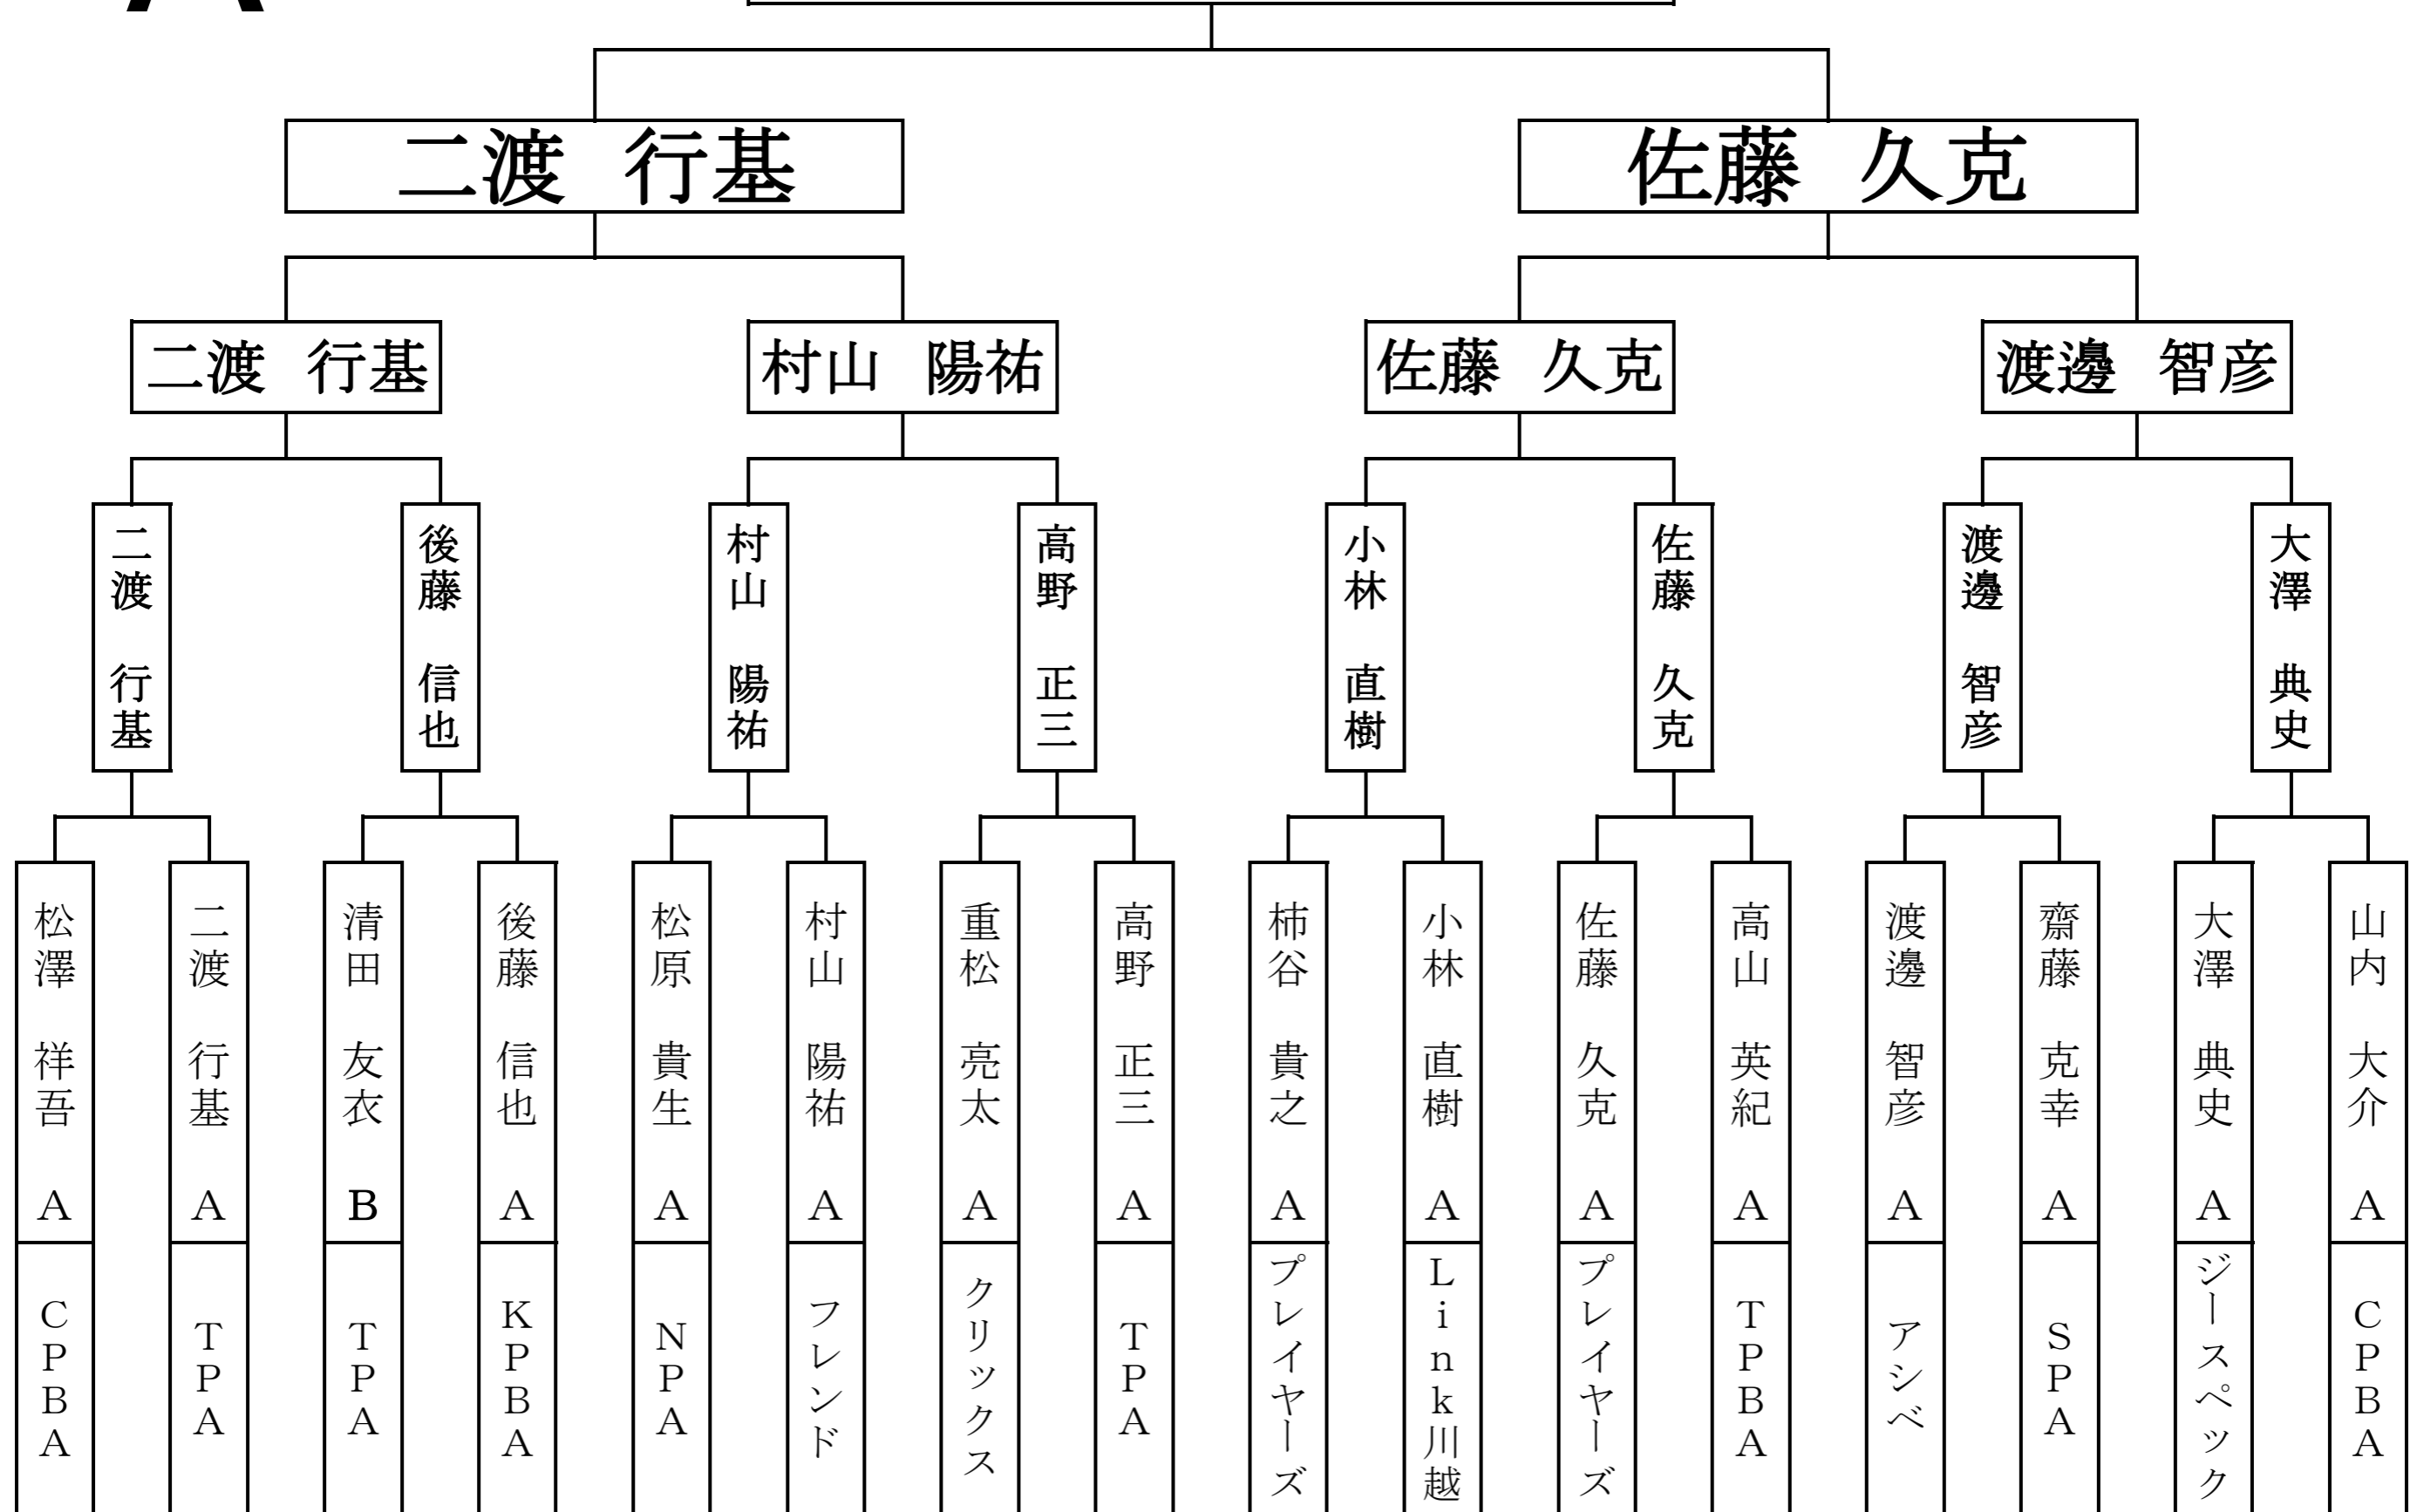 二渡 行基
佐藤 久克
二渡 行基
村山 陽祐
佐藤 久克
渡邊 智彦
二渡 行基
後藤 信也
村山 陽祐
高野 正三
小林 直樹
佐藤 久克
渡邊 智彦
大澤 典史
松澤 祥吾 A
二渡 行基 A
清田 友衣 B
後藤 信也 A
松原 貴生 A
村山 陽祐 A
重松 亮太 A
高野 正三 A
柿谷 貴之 A
小林 直樹 A
佐藤 久克 A
高山 英紀 A
渡邊 智彦 A
齋藤 克幸 A
大澤 典史 A
山内 大介 A
CPBA
TPA
TPA
KPBA
NPA
フレンド
クリックス
TPA
プレイヤーズ
Link川越
プレイヤーズ
TPBA
アシベ
SPA
ジースペック
CPBA